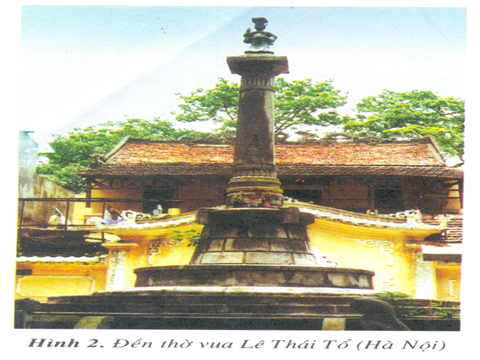 Hình 2. Đền thờ vua Lê Thái Tổ (Hà Nội)